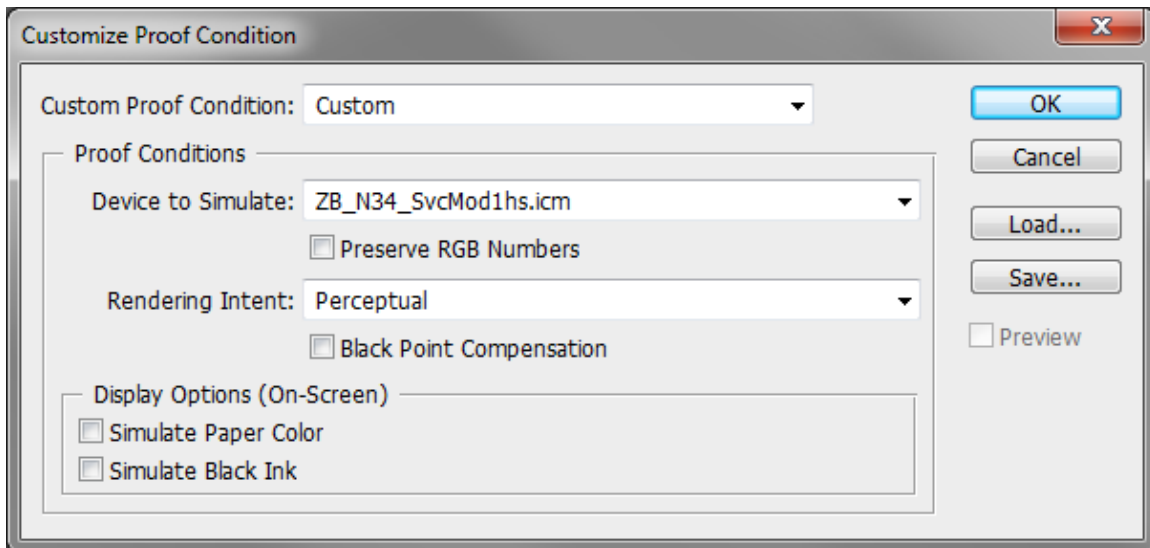 Customize Proof Condition
Custom Proof Condition: Custom
OK
Proof Conditions
Cancel
Device to Simulate: ZB_N34_SvcMod1hs.icm
Load...
Preserve RGB Numbers
Save...
Rendering Intent: Perceptual
Preview
Black Point Compensation
Display Options (On-Screen)
Simulate Paper Color
Simulate Black Ink